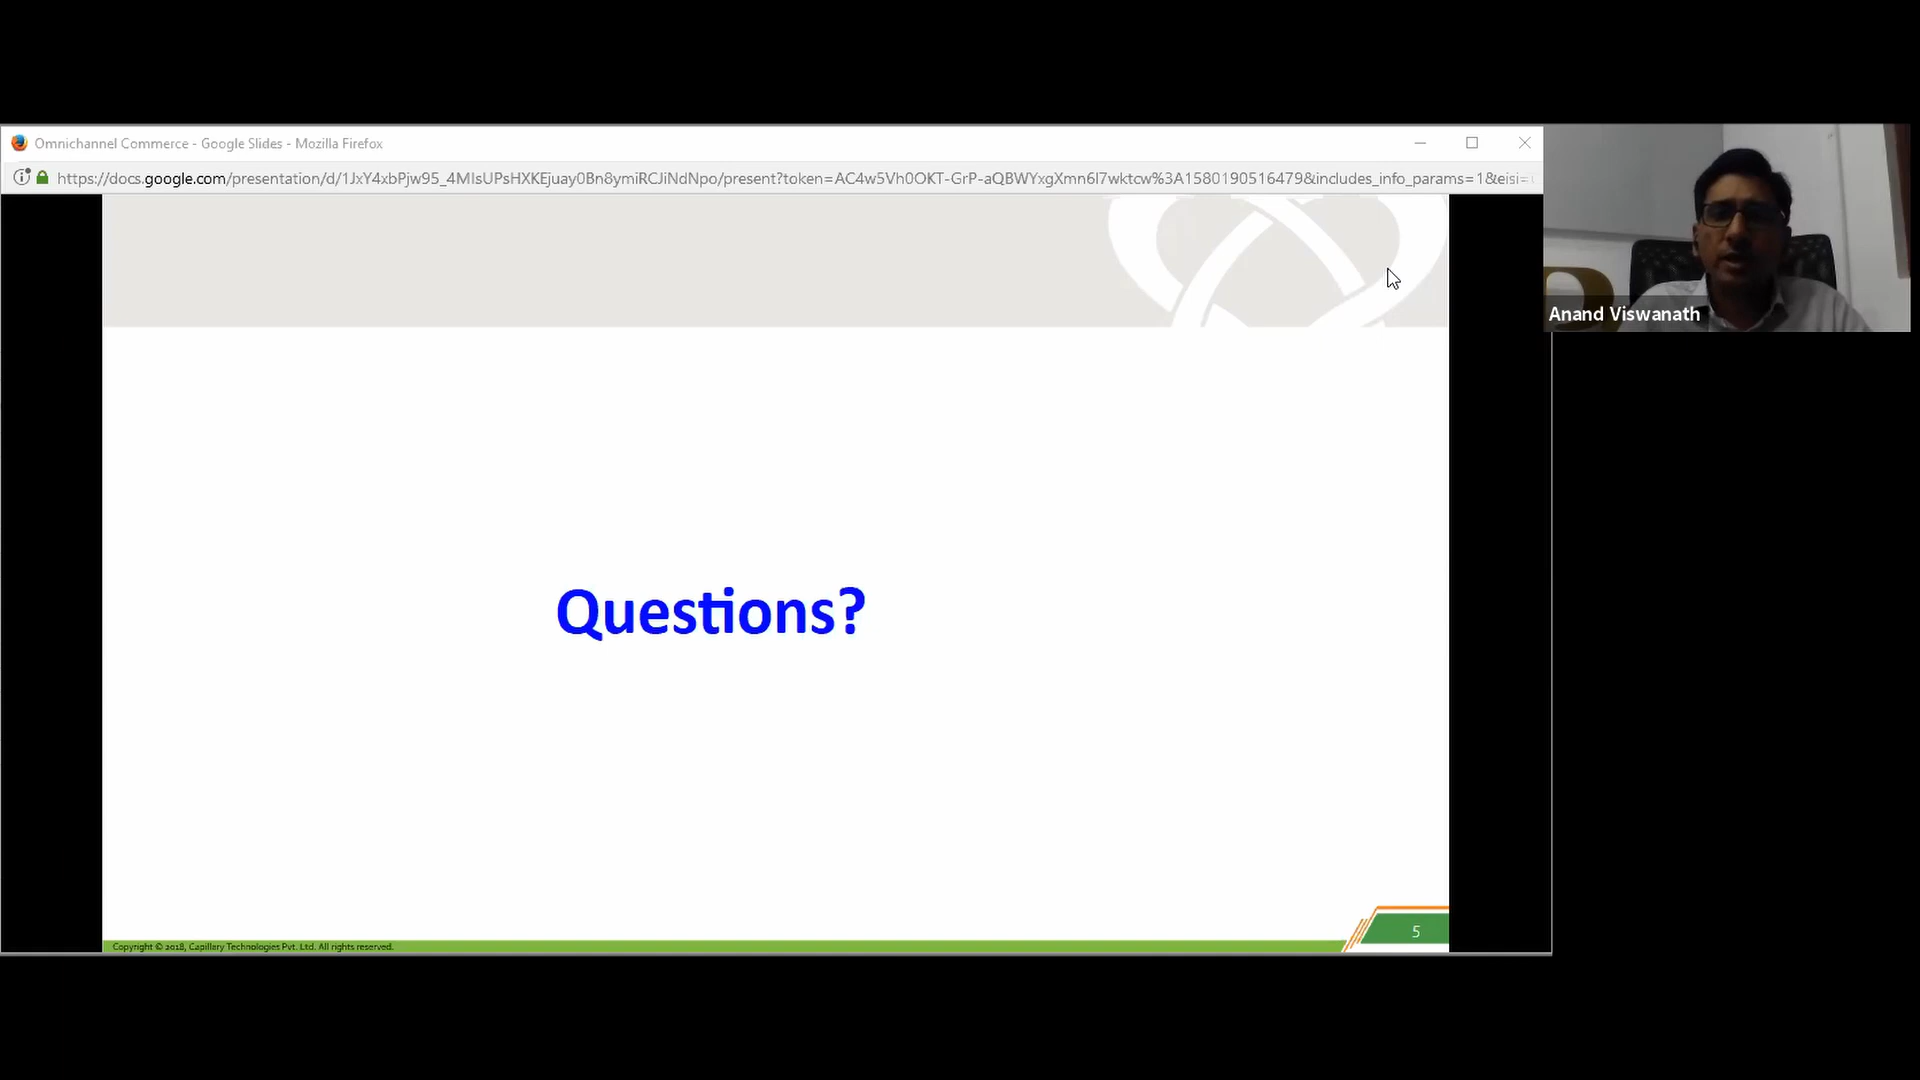 Omnichannel Commerce - Google Slides - Mozilla Firefox
https://docs.google.com/presentation/d/1JxY4xbPjw95_4MIsUPsHXKEjuay0Bn8ymiRCJiNdNpo/present?token=AC4w5Vh0OKT-GrP-aQBWYxgXmn6l7wktcw%3A1580190516479&includes_info_params=1&eisi=
Anand Viswanath
Questions?
5
Copyright © 2018, Capillary Technologies Pvt. Ltd. All rights reserved.